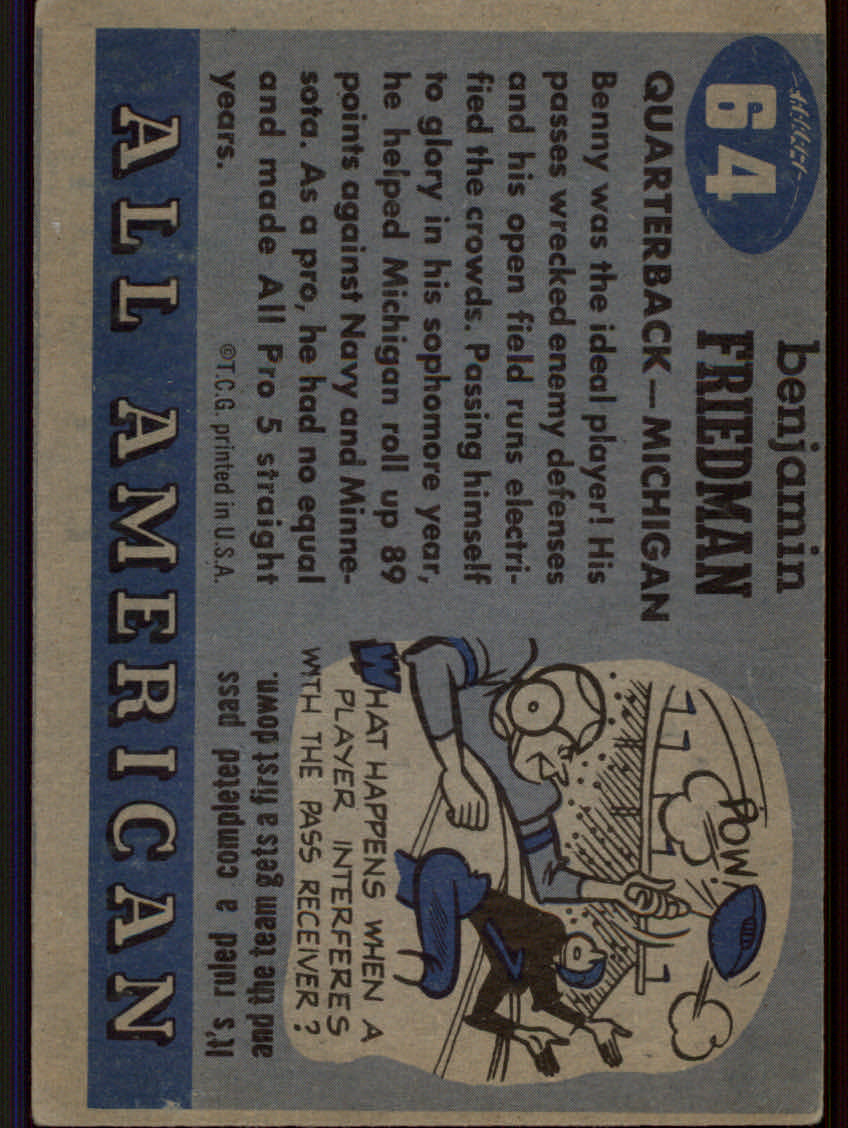 64
benjamin
FRIEDMAN
QUARTERBACK—MICHIGAN
Benny was the ideal player! His
passes wrecked enemy defenses
and his open field runs electri-
fied the crowds. Passing himself
to glory in his sophomore year,
he helped Michigan roll up 89
points against Navy and Minne-
sota. As a pro, he had no equal
and made All Pro 5 straight
years.
©T.C.G. printed in U.S.A.
POW!
WHAT HAPPENS WHEN A
PLAYER INTERFERES
WITH THE PASS RECEIVER?
It's ruled a completed pass
and the team gets a first down.
ALL AMERICAN